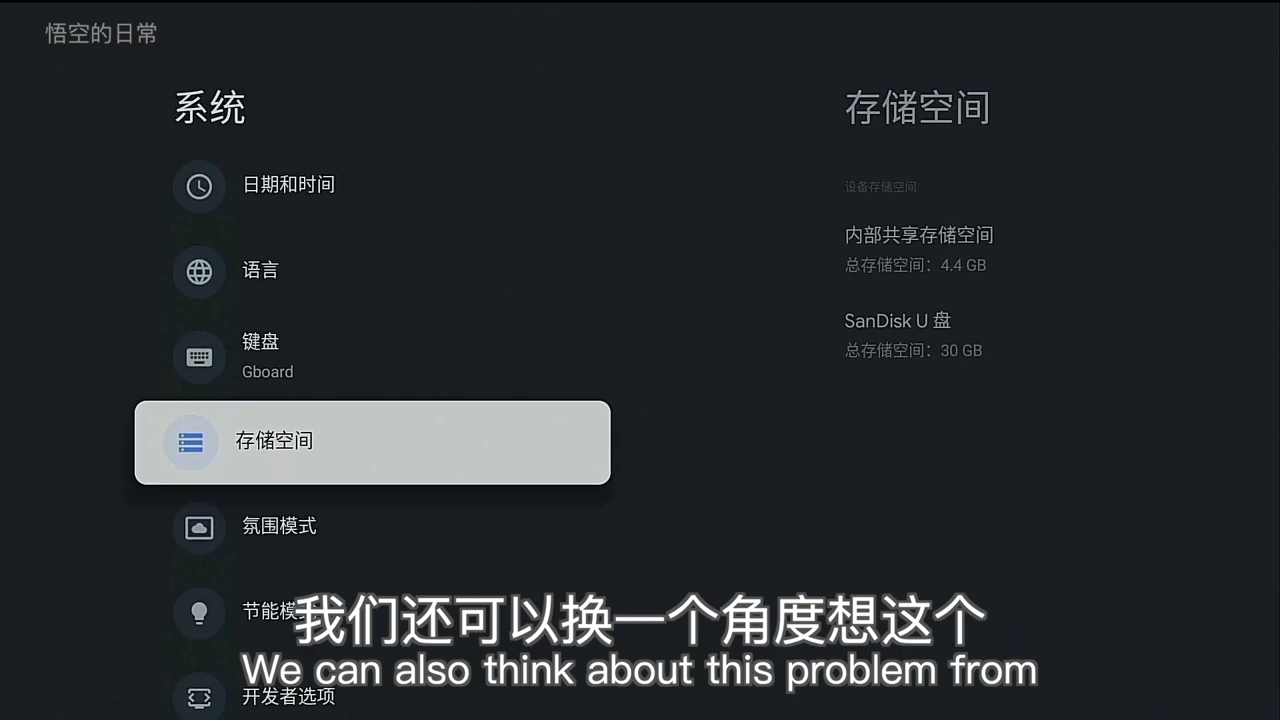 悟空的日常
系统
日期和时间
语言
键盘
Gboard
存储空间
氛围模式
节能模
开发者选项
存储空间
设备存储空间
内部共享存储空间
总存储空间：4.4 GB
SanDisk U 盘
总存储空间：30 GB
我们还可以换一个角度想这个
We can also think about this problem from